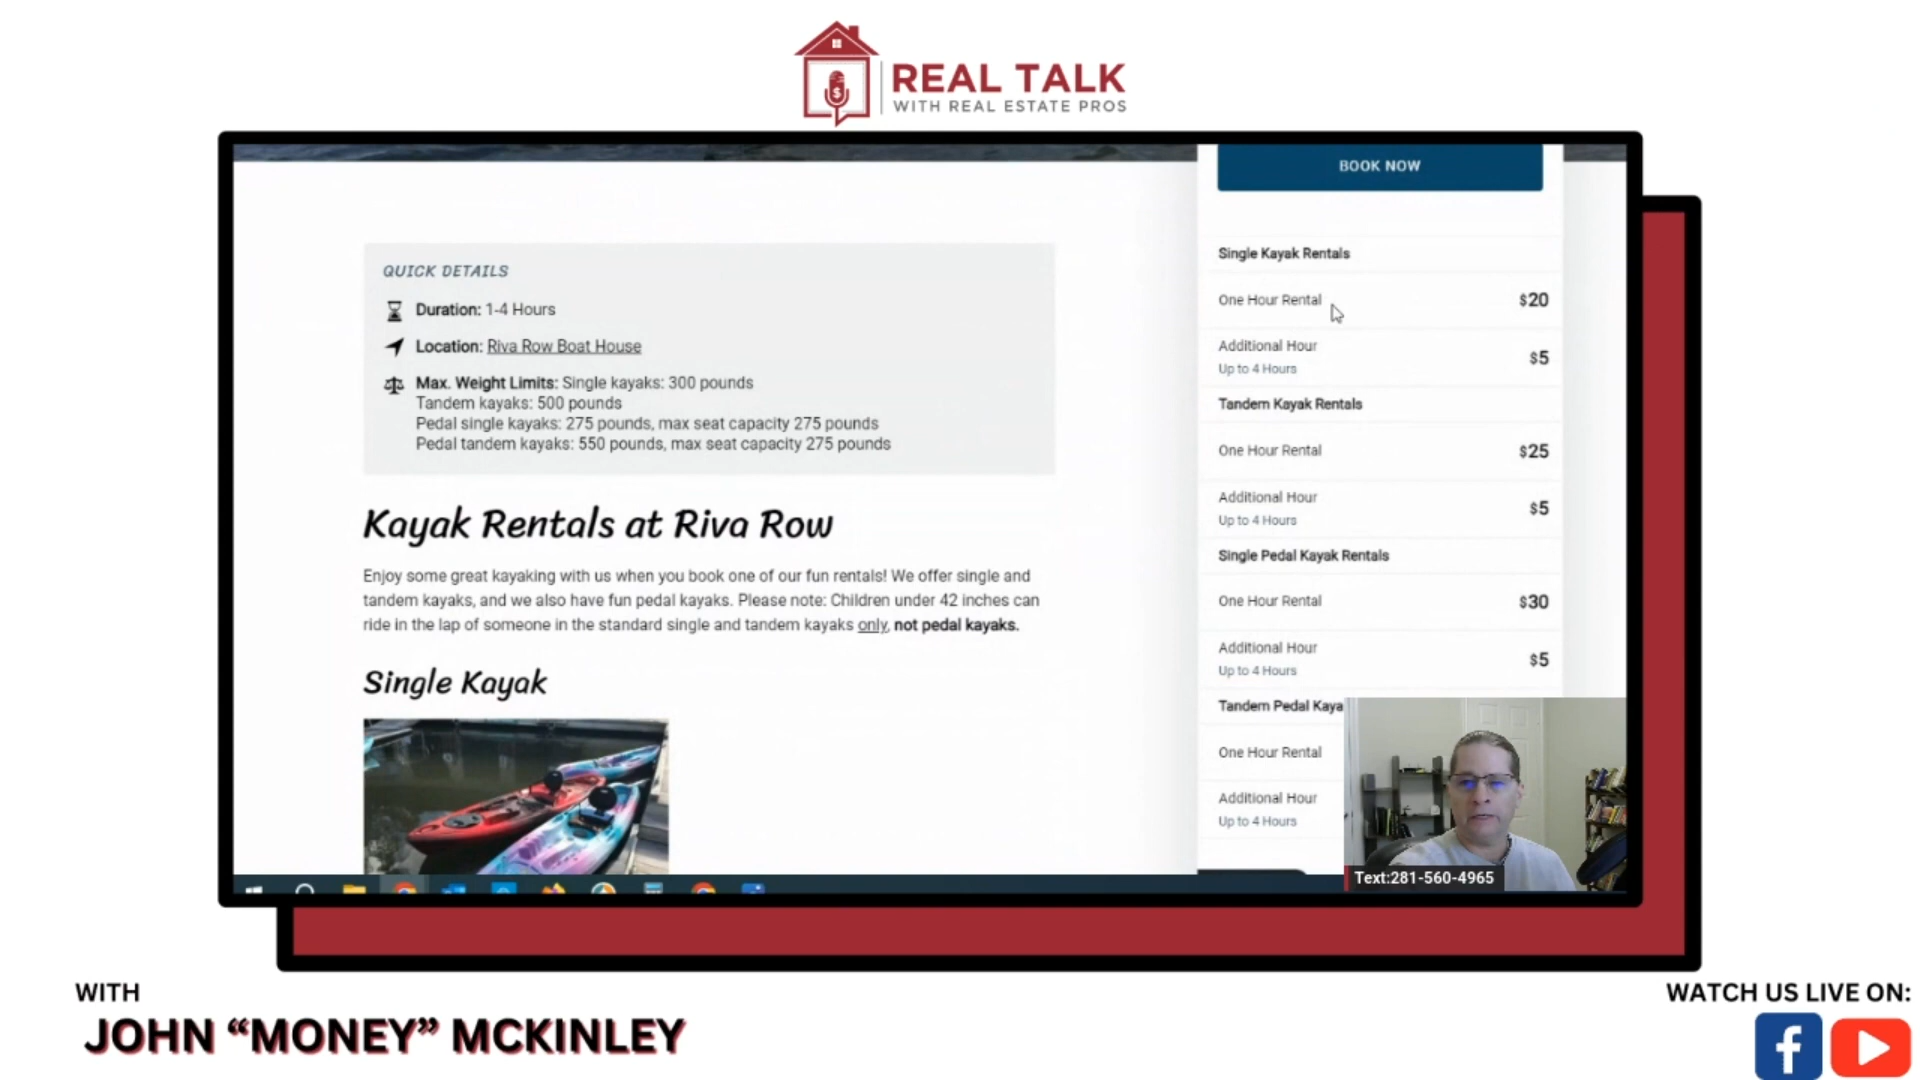 REAL TALK
WITH REAL ESTATE PROS
BOOK NOW
QUICK DETAILS
Duration: 1-4 Hours
Location: Riva Row Boat House
Max. Weight Limits: Single kayaks: 300 pounds
Tandem kayaks: 500 pounds
Pedal single kayaks: 275 pounds, max seat capacity 275 pounds
Pedal tandem kayaks: 550 pounds, max seat capacity 275 pounds
Kayak Rentals at Riva Row
Enjoy some great kayaking with us when you book one of our fun rentals! We offer single and
tandem kayaks, and we also have fun pedal kayaks. Please note: Children under 42 inches can
ride in the lap of someone in the standard single and tandem kayaks only, not pedal kayaks.
Single Kayak
Single Kayak Rentals
One Hour Rental $20
Additional Hour $5
Up to 4 Hours
Tandem Kayak Rentals
One Hour Rental $25
Additional Hour $5
Up to 4 Hours
Single Pedal Kayak Rentals
One Hour Rental $30
Additional Hour $5
Up to 4 Hours
Tandem Pedal Kaya
One Hour Rental
Additional Hour
Up to 4 Hours
Text:281-560-4965
WITH
JOHN “MONEY” MCKINLEY
WATCH US LIVE ON: